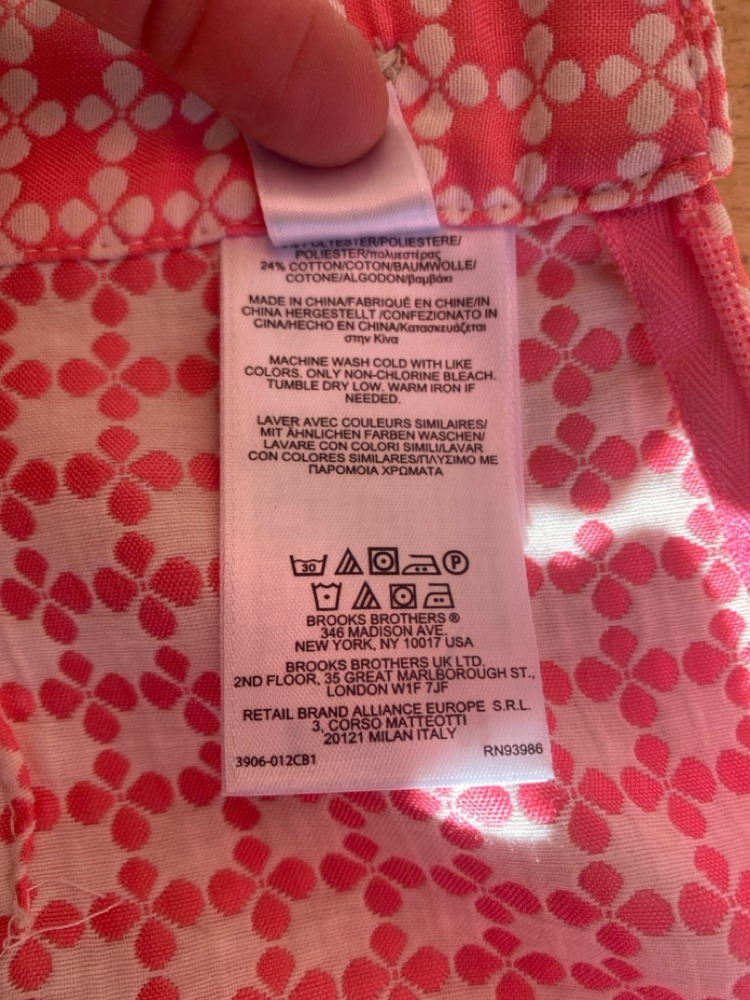 POLYESTER/POLIESTERE/
POLIESTER/πολυεστέρας
24% COTTON/COTON/BAUMWOLLE/
COTONE/ALGODON/βαμβάκι
MADE IN CHINA/FABRIQUÉ EN CHINE/IN
CHINA HERGESTELLT /CONFEZIONATO IN
CINA/HECHO EN CHINA/Κατασκευάζεται
στην Κίνα
MACHINE WASH COLD WITH LIKE
COLORS. ONLY NON-CHLORINE BLEACH.
TUMBLE DRY LOW. WARM IRON IF
NEEDED.
LAVER AVEC COULEURS SIMILAIRES/
MIT ÄHNLICHEN FARBEN WASCHEN/
LAVARE CON COLORI SIMILI/LAVAR
CON COLORES SIMILARES/ΠΛΥΣΙΜΟ ΜΕ
ΠΑΡΟΜΟΙΑ ΧΡΩΜΑΤΑ
30 P
BROOKS BROTHERS ®
346 MADISON AVE.
NEW YORK, NY 10017 USA
BROOKS BROTHERS UK LTD.
2ND FLOOR, 35 GREAT MARLBOROUGH ST.,
LONDON W1F 7JF
RETAIL BRAND ALLIANCE EUROPE S.R.L.
3, CORSO MATTEOTTI
20121 MILAN ITALY
3906-012CB1 RN93986